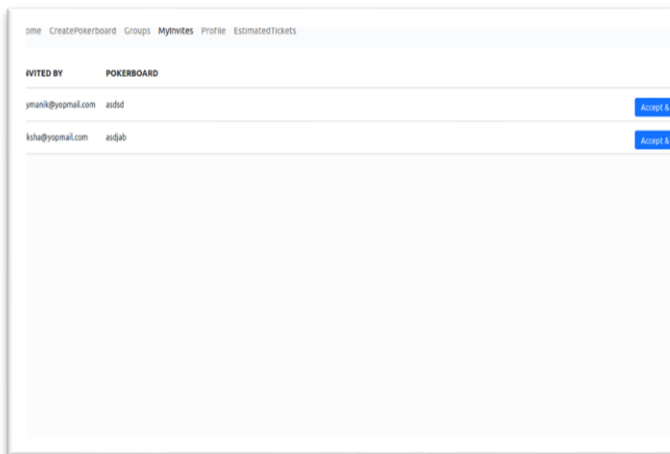 ome CreatePokerboard Groups MyInvites Profile EstimatedTickets
VITED BY POKERBOARD
ymanik@yopmail.com asdsd Accept &
ksha@yopmail.com asdjab Accept &